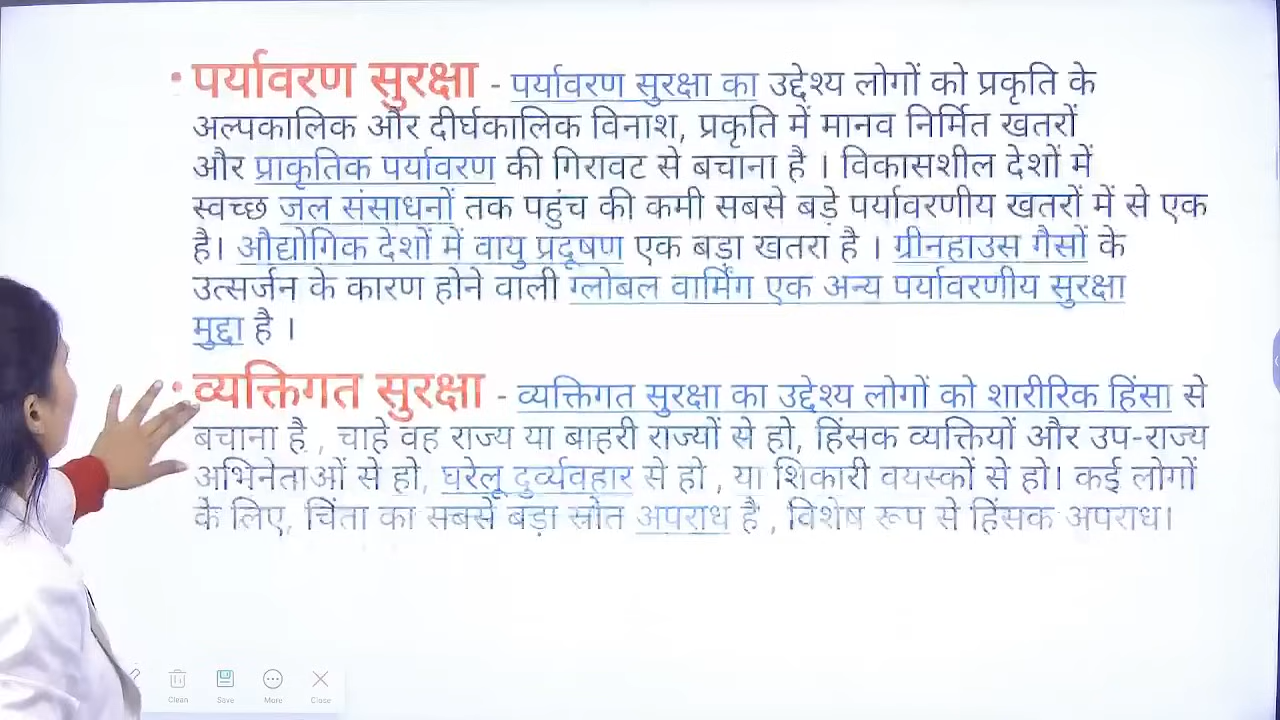 • पर्यावरण सुरक्षा - पर्यावरण सुरक्षा का उद्देश्य लोगों को प्रकृति के
अल्पकालिक और दीर्घकालिक विनाश, प्रकृति में मानव निर्मित खतरों
और प्राकृतिक पर्यावरण की गिरावट से बचाना है । विकासशील देशों में
स्वच्छ जल संसाधनों तक पहुंच की कमी सबसे बड़े पर्यावरणीय खतरों में से एक
है। औद्योगिक देशों में वायु प्रदूषण एक बड़ा खतरा है । ग्रीनहाउस गैसों के
उत्सर्जन के कारण होने वाली ग्लोबल वार्मिंग एक अन्य पर्यावरणीय सुरक्षा
मुद्दा है ।
• व्यक्तिगत सुरक्षा - व्यक्तिगत सुरक्षा का उद्देश्य लोगों को शारीरिक हिंसा से
बचाना है , चाहे वह राज्य या बाहरी राज्यों से हो, हिंसक व्यक्तियों और उप-राज्य
अभिनेताओं से हो, घरेलू दुर्व्यवहार से हो , या शिकारी वयस्कों से हो। कई लोगों
के लिए, चिंता का सबसे बड़ा स्रोत अपराध है , विशेष रूप से हिंसक अपराध।
Clean Save More Close